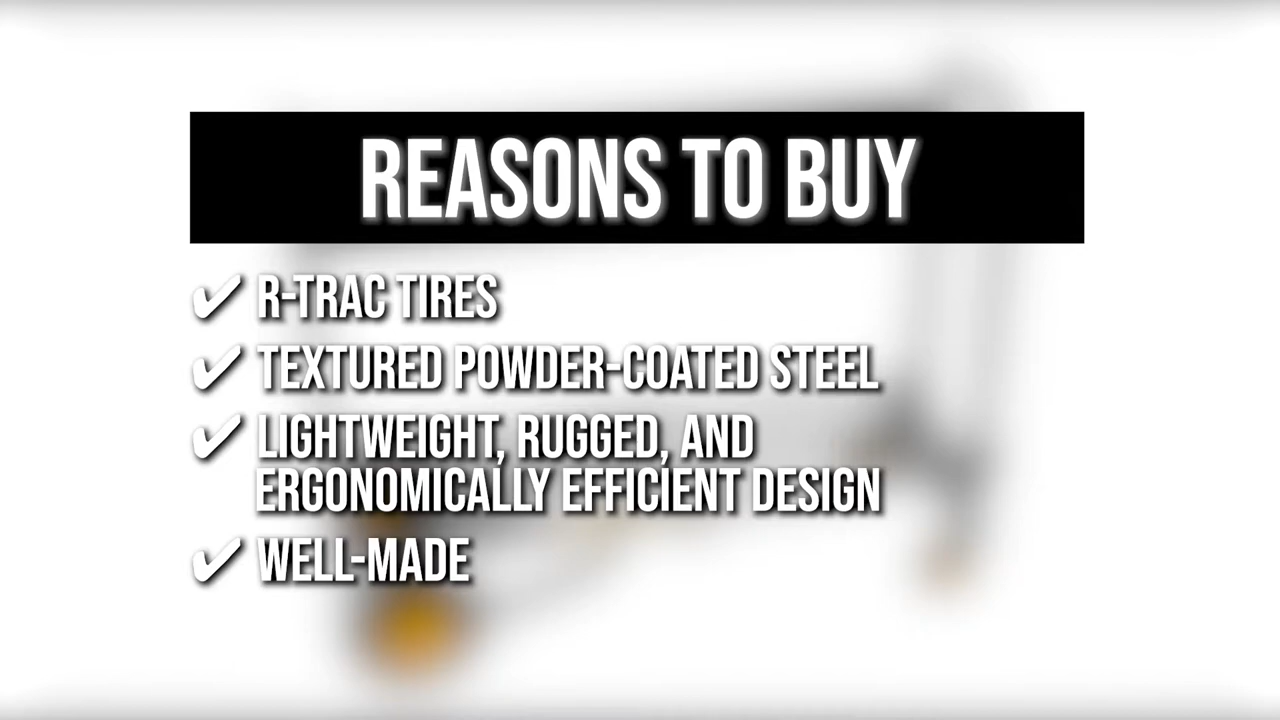 REASONS TO BUY
✔ R-TRAC TIRES
✔ TEXTURED POWDER-COATED STEEL
✔ LIGHTWEIGHT, RUGGED, AND
ERGONOMICALLY EFFICIENT DESIGN
✔ WELL-MADE